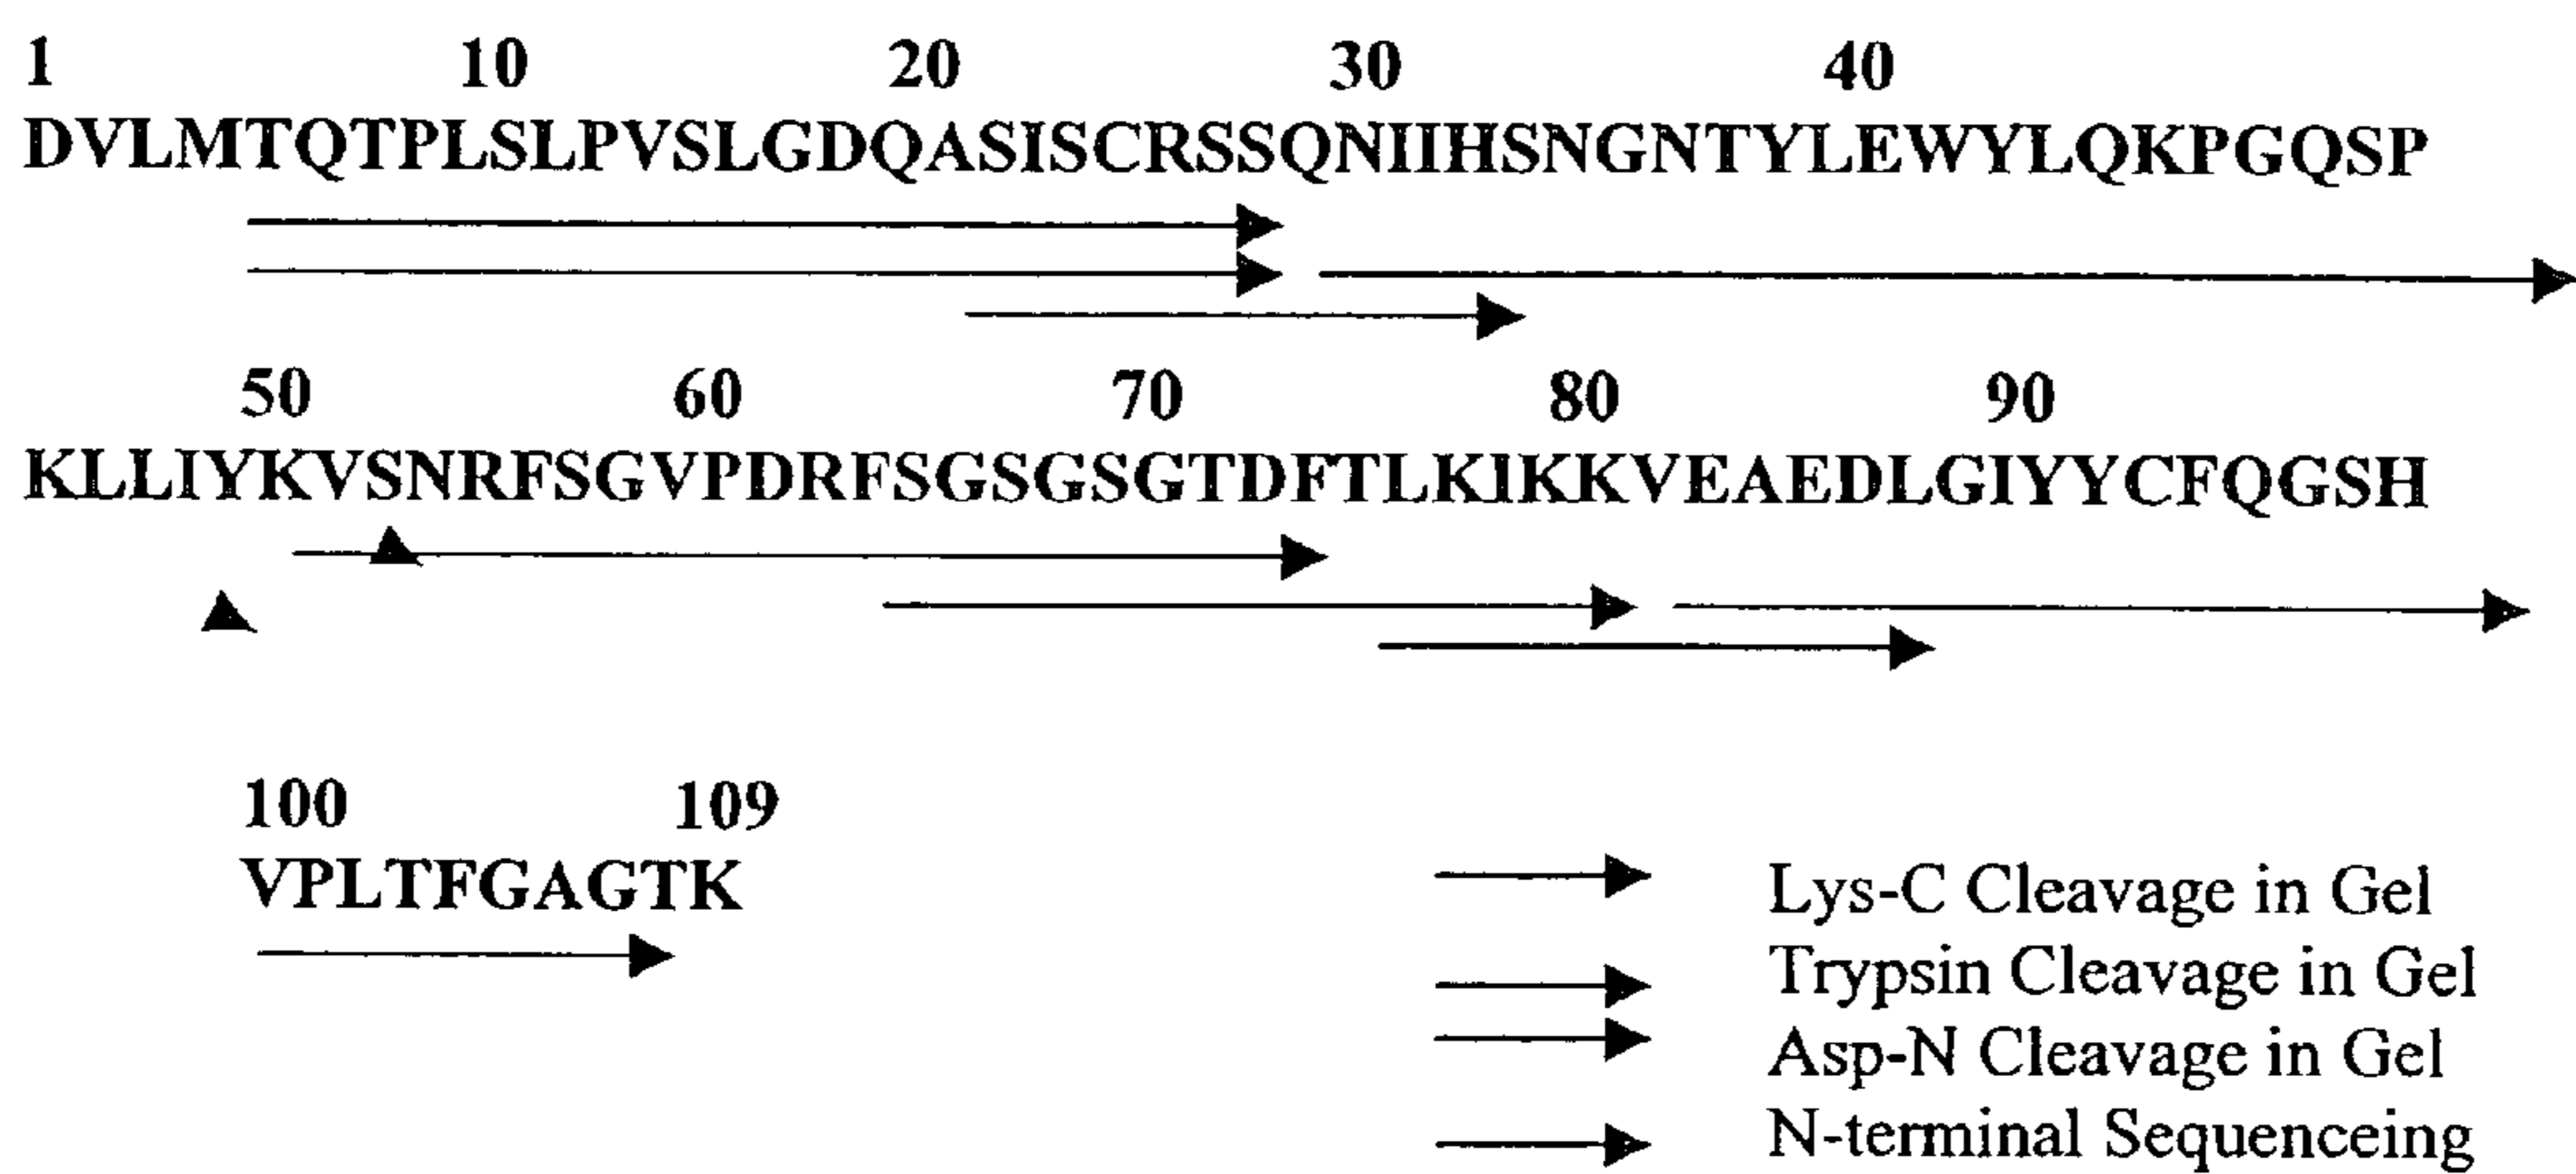 1 10 20 30 40
DVLMTQTPLSLPVSLGDQASISCRSSQNIIHSNGNTYLEWYLQKPGQSP
50 60 70 80 90
KLLIYKVSNRFSGVPDRFSGSGSGTDFTLKIKKVEAEDLGIYYCFQGSH
100 109
VPLTFGAGTK
Lys-C Cleavage in Gel
Trypsin Cleavage in Gel
Asp-N Cleavage in Gel
N-terminal Sequenceing